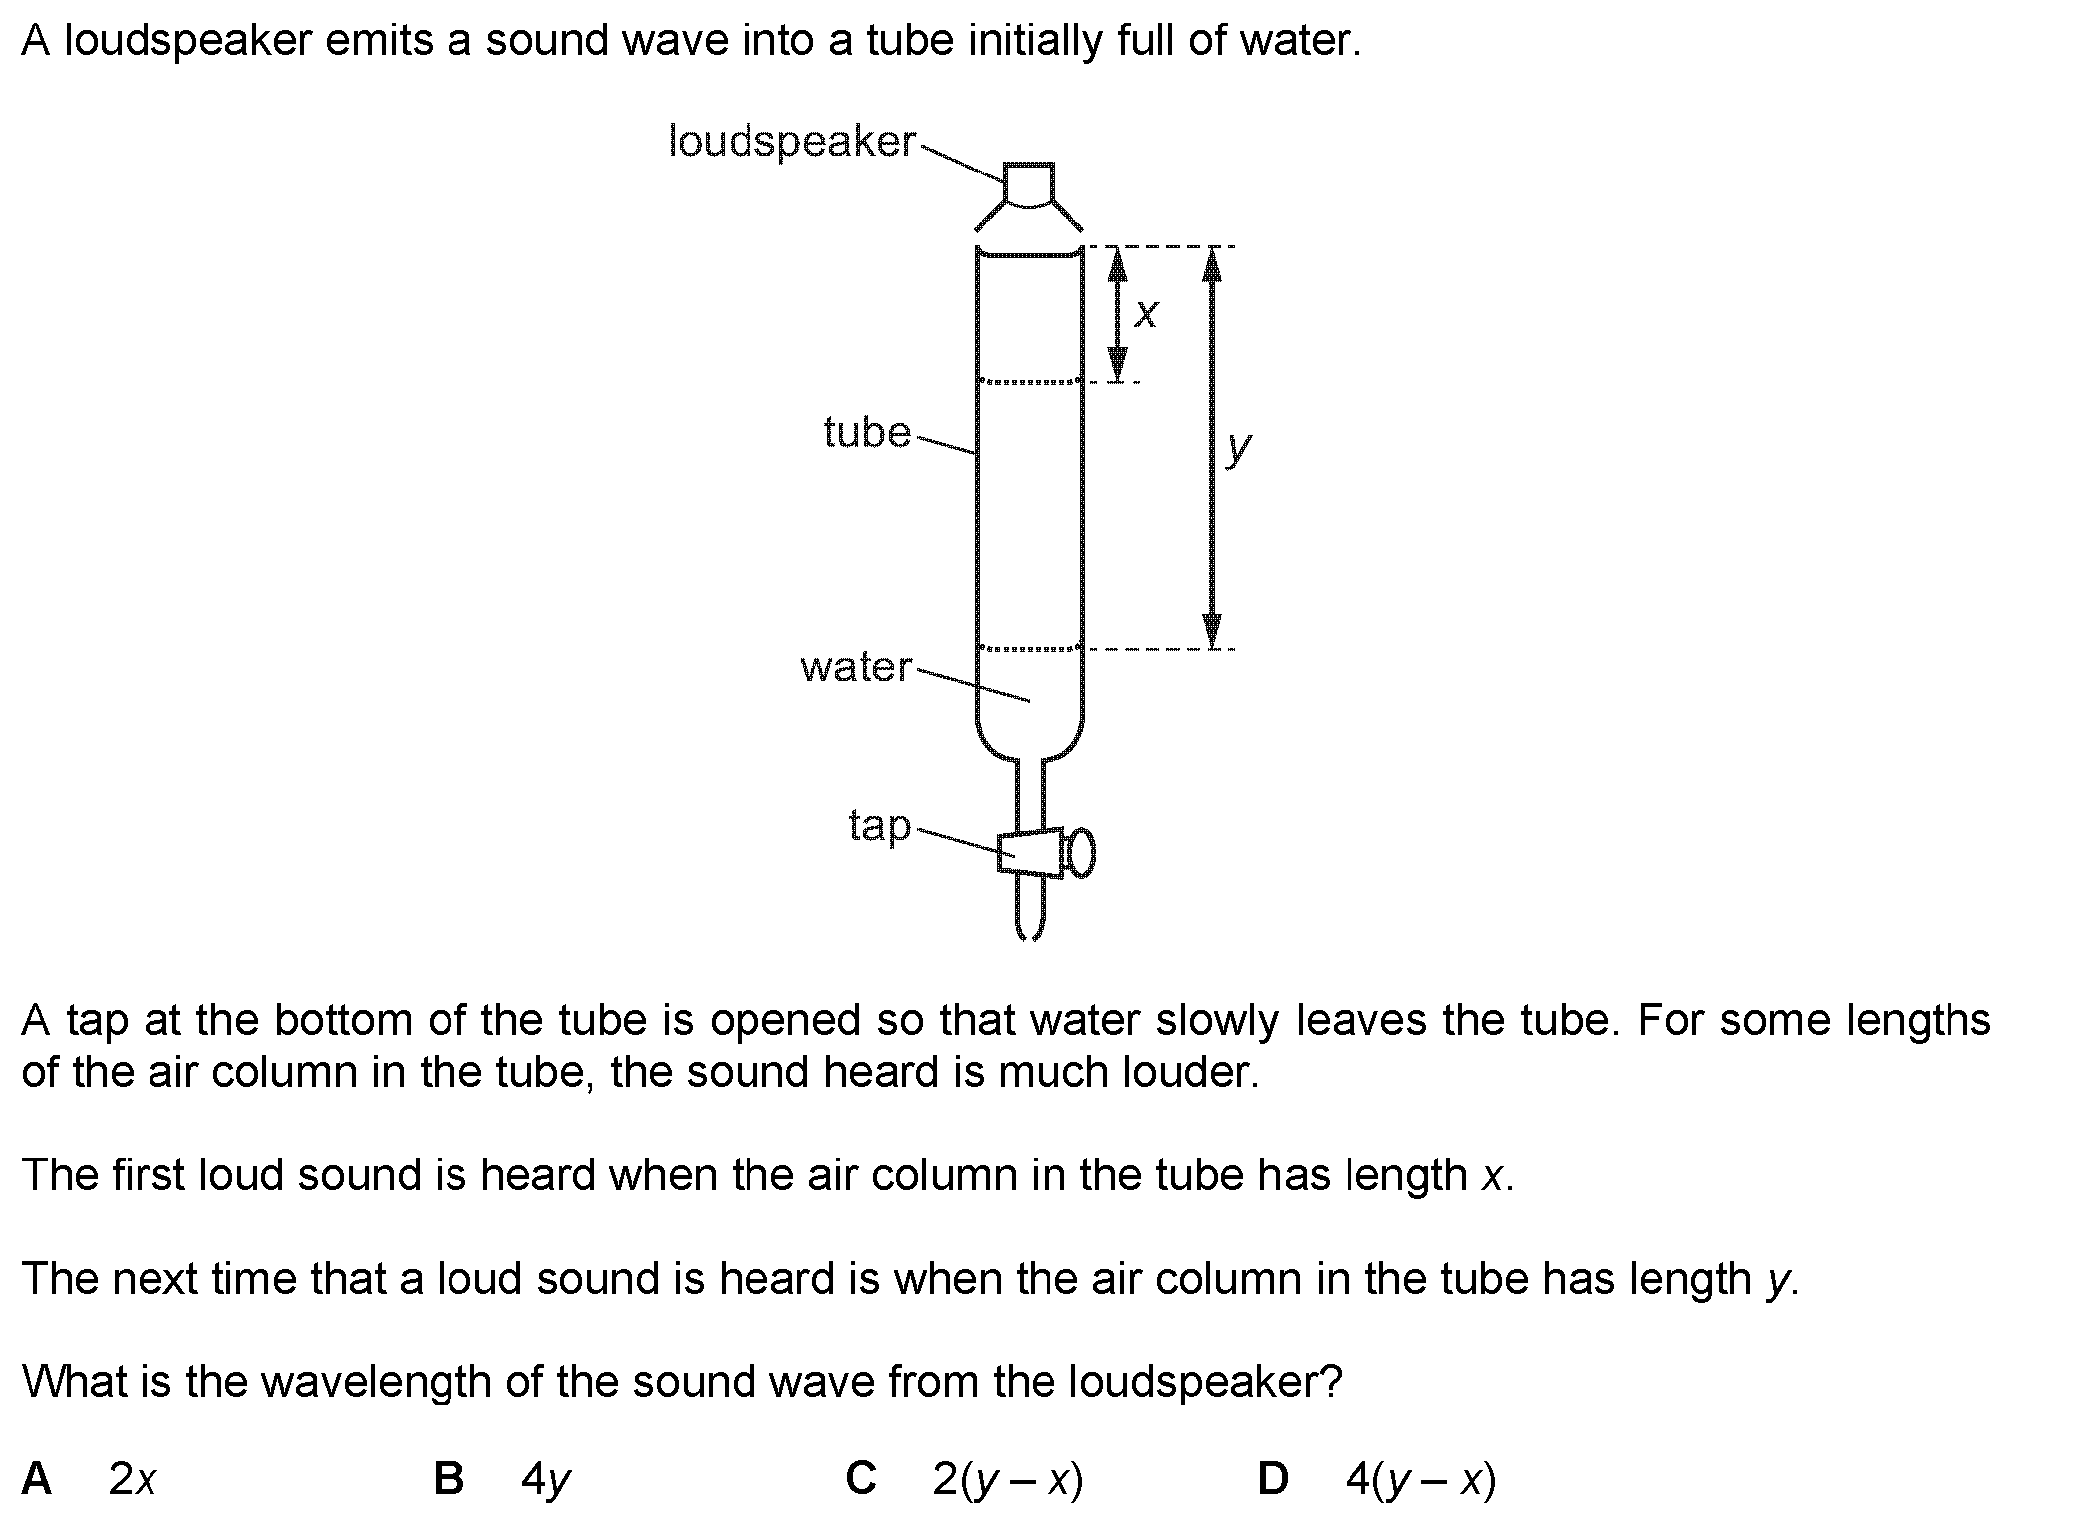 A loudspeaker emits a sound wave into a tube initially full of water.
loudspeaker
x
tube
y
water
tap
A tap at the bottom of the tube is opened so that water slowly leaves the tube. For some lengths
of the air column in the tube, the sound heard is much louder.
The first loud sound is heard when the air column in the tube has length x.
The next time that a loud sound is heard is when the air column in the tube has length y.
What is the wavelength of the sound wave from the loudspeaker?
A 2x B 4y C 2(y – x) D 4(y – x)